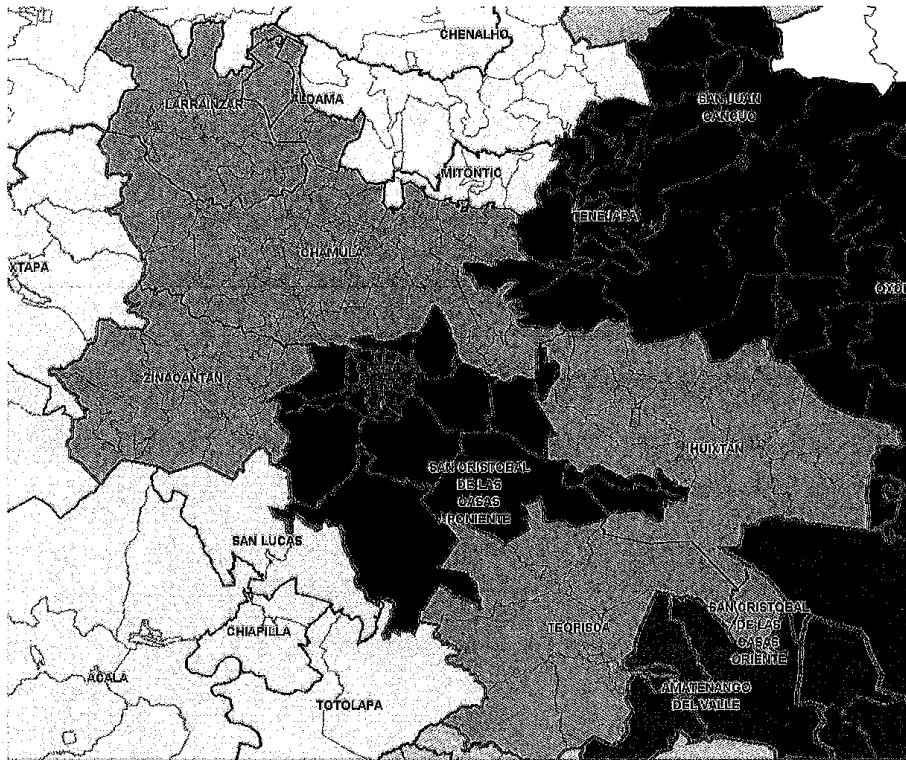 CHENALHO
LARRAINZAR
ALDAMA
SAN JUAN
CANCUC
MITONTIC
TENEJAPA
CHAMULA
XTAPA
ZINACANTAN
HUIXTAN
SAN CRISTOBAL
DE LAS
CASAS
PONIENTE
SAN LUCAS
CHIAPILLA
TEOPISCA
SAN CRISTOBAL
DE LAS
CASAS
ORIENTE
ACALA
AMATENANGO
DEL VALLE
TOTOLAPA